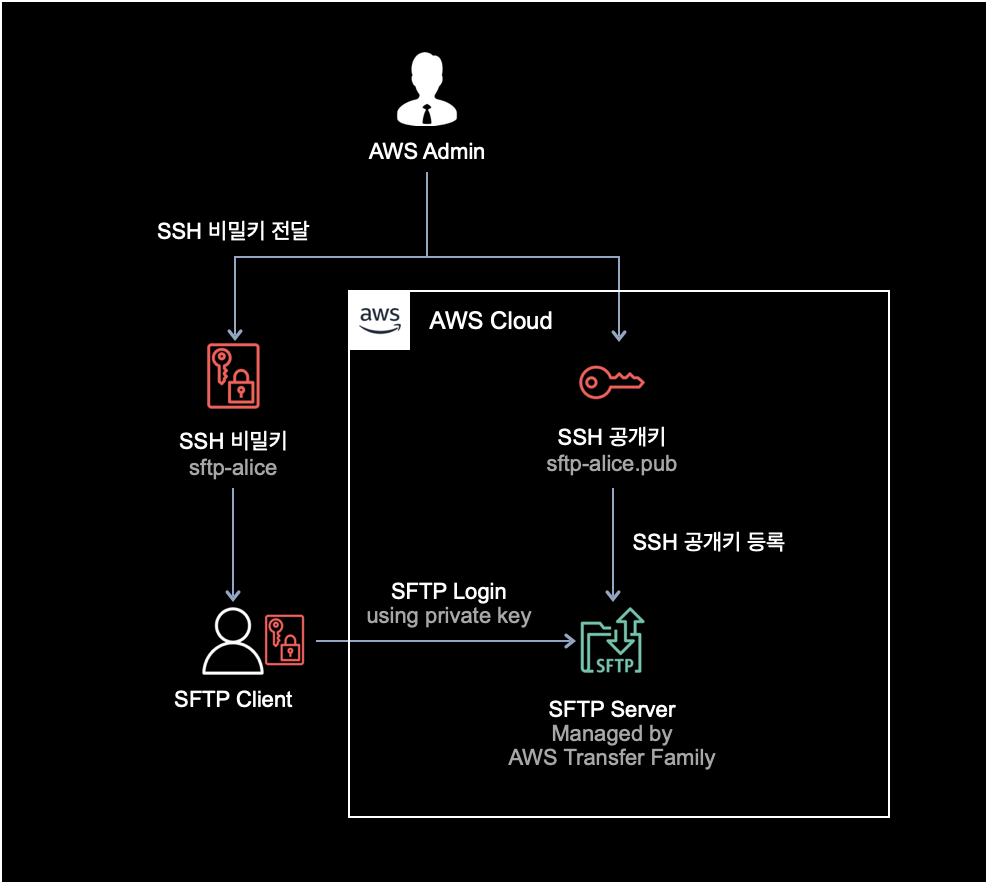 AWS Admin
SSH 비밀키 전달
aws
AWS Cloud
SSH 비밀키
sftp-alice
SSH 공개키
sftp-alice.pub
SSH 공개키 등록
SFTP Login
using private key
SFTP
SFTP Client
SFTP Server
Managed by
AWS Transfer Family